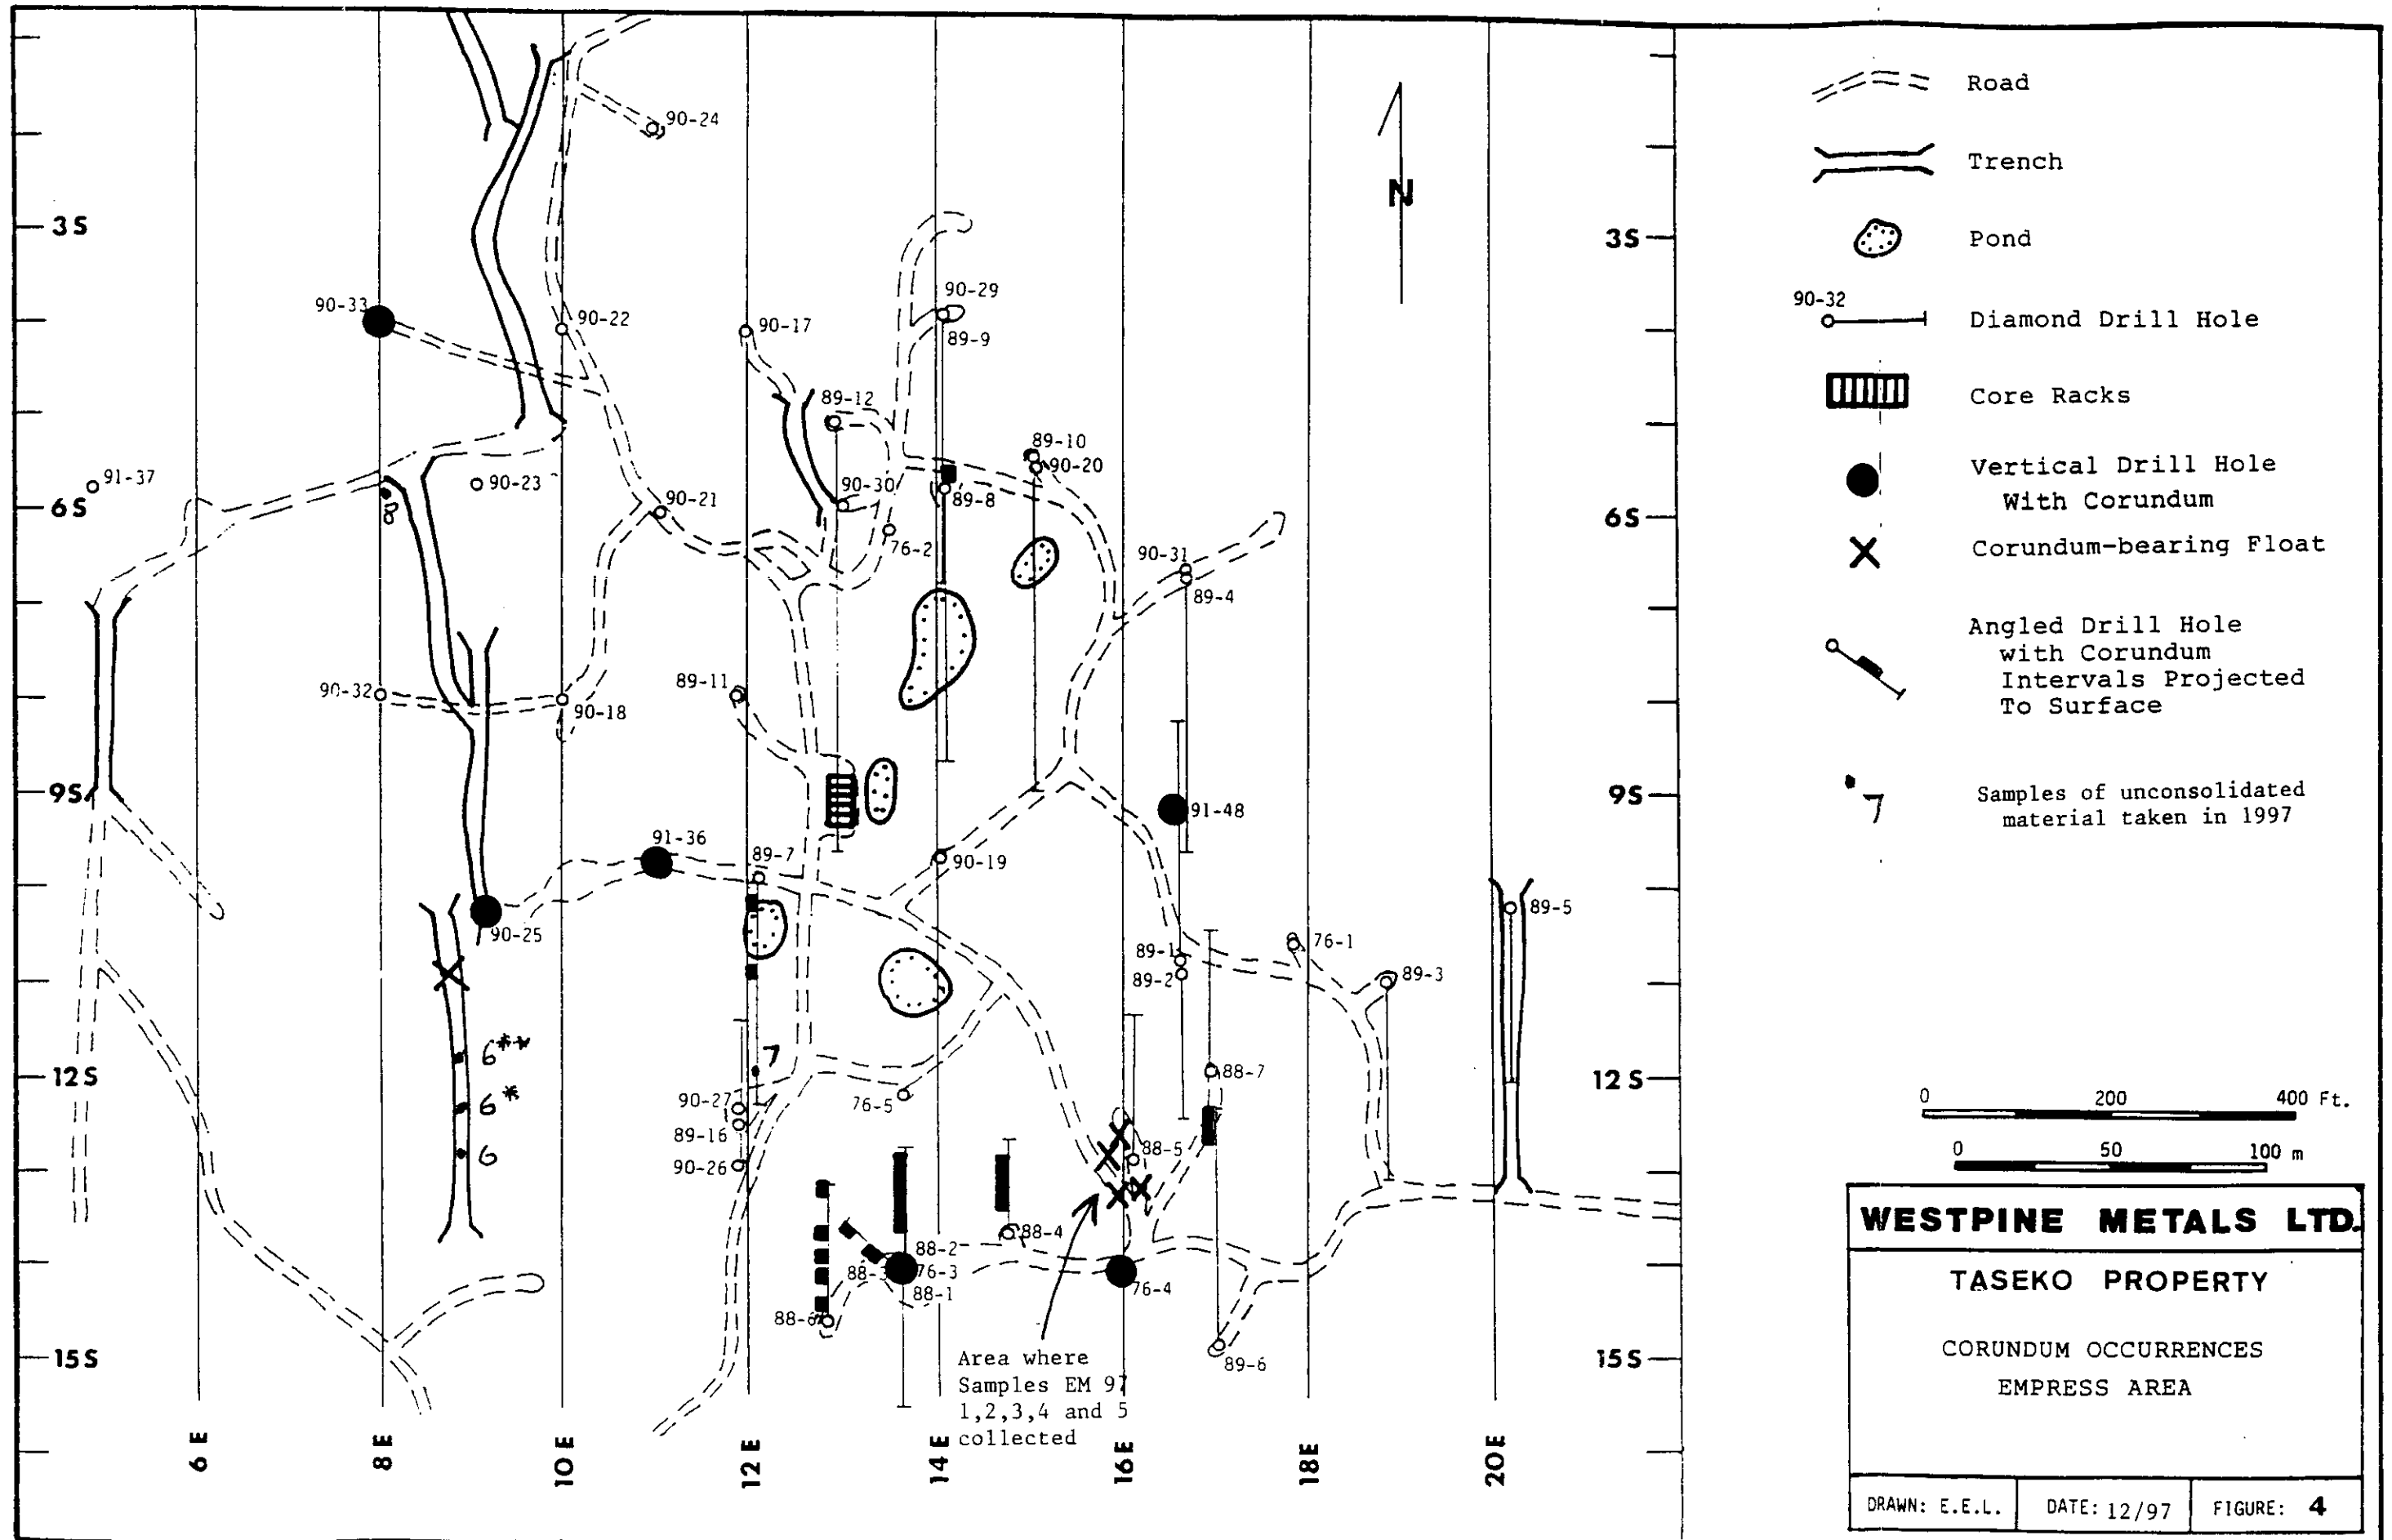 90-24
3S
90-33
90-22
90-17
90-29
89-9
89-12
89-10
90-20
91-37
90-23
90-21
90-30
89-8
76-2
6S
8
90-31
89-4
90-32
90-18
89-11
9S
91-48
91-36
89-7
90-19
90-25
89-5
89-1
89-2
76-1
89-3
6**
12S
6*
6
7
90-27
89-16
90-26
76-5
88-7
88-5
88-4
88-2
88-3
76-3
88-1
76-4
88-6
89-6
15S
Area where
Samples EM 97
1,2,3,4 and 5
collected
6E
8E
10E
12E
14E
16E
18E
20E
3S
6S
9S
12S
15S
N
Road
Trench
Pond
90-32
Diamond Drill Hole
Core Racks
Vertical Drill Hole
With Corundum
Corundum-bearing Float
Angled Drill Hole
with Corundum
Intervals Projected
To Surface
7
Samples of unconsolidated
material taken in 1997
0 200 400 Ft.
0 50 100 m
WESTPINE METALS LTD.
TASEKO PROPERTY
CORUNDUM OCCURRENCES
EMPRESS AREA
DRAWN: E.E.L.
DATE: 12/97
FIGURE: 4